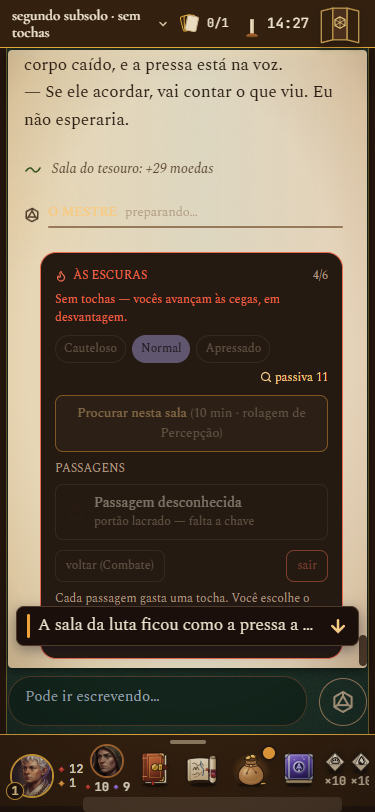 segundo subsolo · sem tochas
0/1
14:27
corpo caído, e a pressa está na voz.
— Se ele acordar, vai contar o que viu. Eu
não esperaria.
Sala do tesouro: +29 moedas
O MESTRE preparando...
ÀS ESCURAS
4/6
Sem tochas — vocês avançam às cegas, em
desvantagem.
Cauteloso
Normal
Apressado
passiva 11
Procurar nesta sala (10 min · rolagem de
Percepção)
PASSAGENS
Passagem desconhecida
portão lacrado — falta a chave
voltar (Combate)
sair
Cada passagem gasta uma tocha. Você escolhe o
A sala da luta ficou como a pressa a ...
Pode ir escrevendo...
1
12
1
10
9
×10
×10